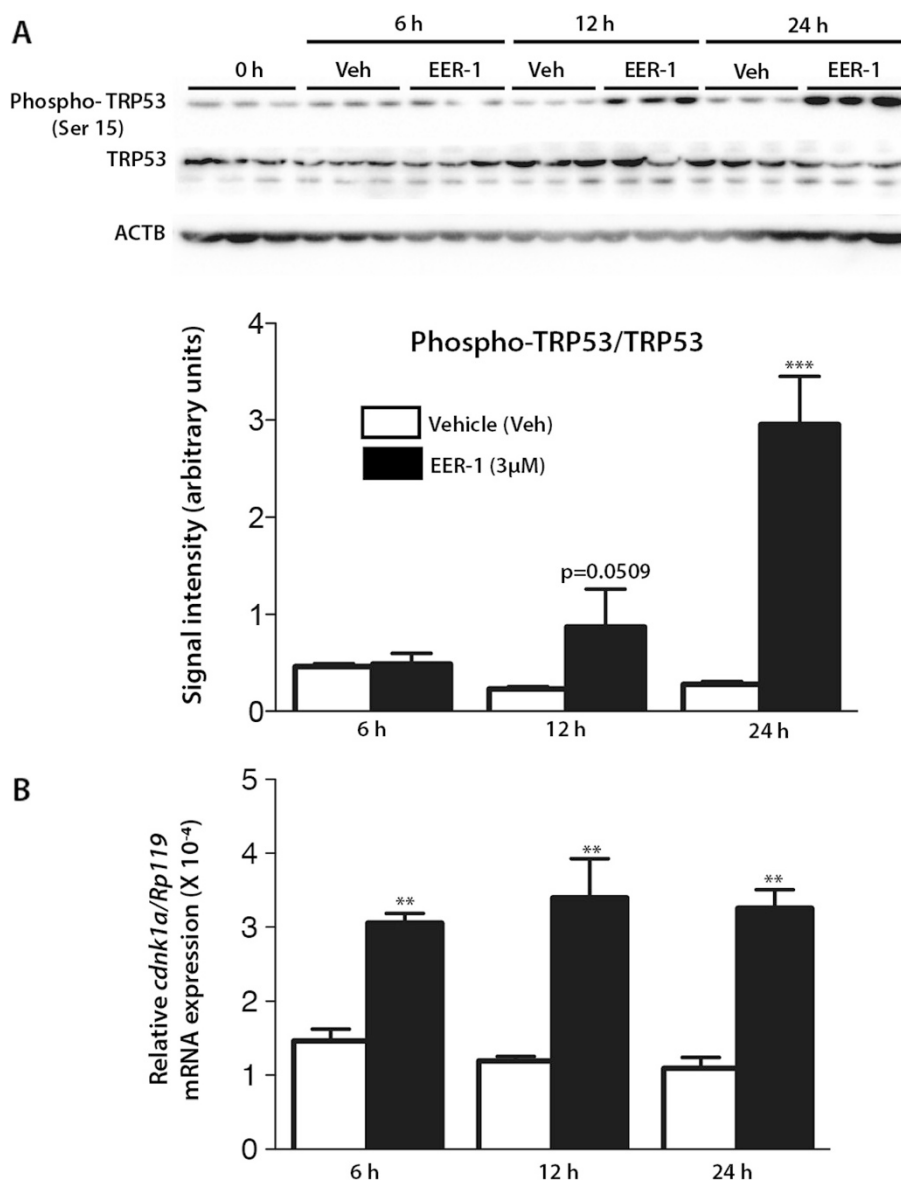 A
6 h
12 h
24 h
0 h
Veh
EER-1
Veh
EER-1
Veh
EER-1
Phospho- TRP53
(Ser 15)
TRP53
ACTB
Signal intensity (arbitrary units)
4
3
2
1
0
Phospho-TRP53/TRP53
Vehicle (Veh)
EER-1 (3µM)
p=0.0509
***
6 h
12 h
24 h
B
Relative cdnk1a/Rp119
mRNA expression (X 10⁻⁴)
5
4
3
2
1
0
**
**
**
6 h
12 h
24 h